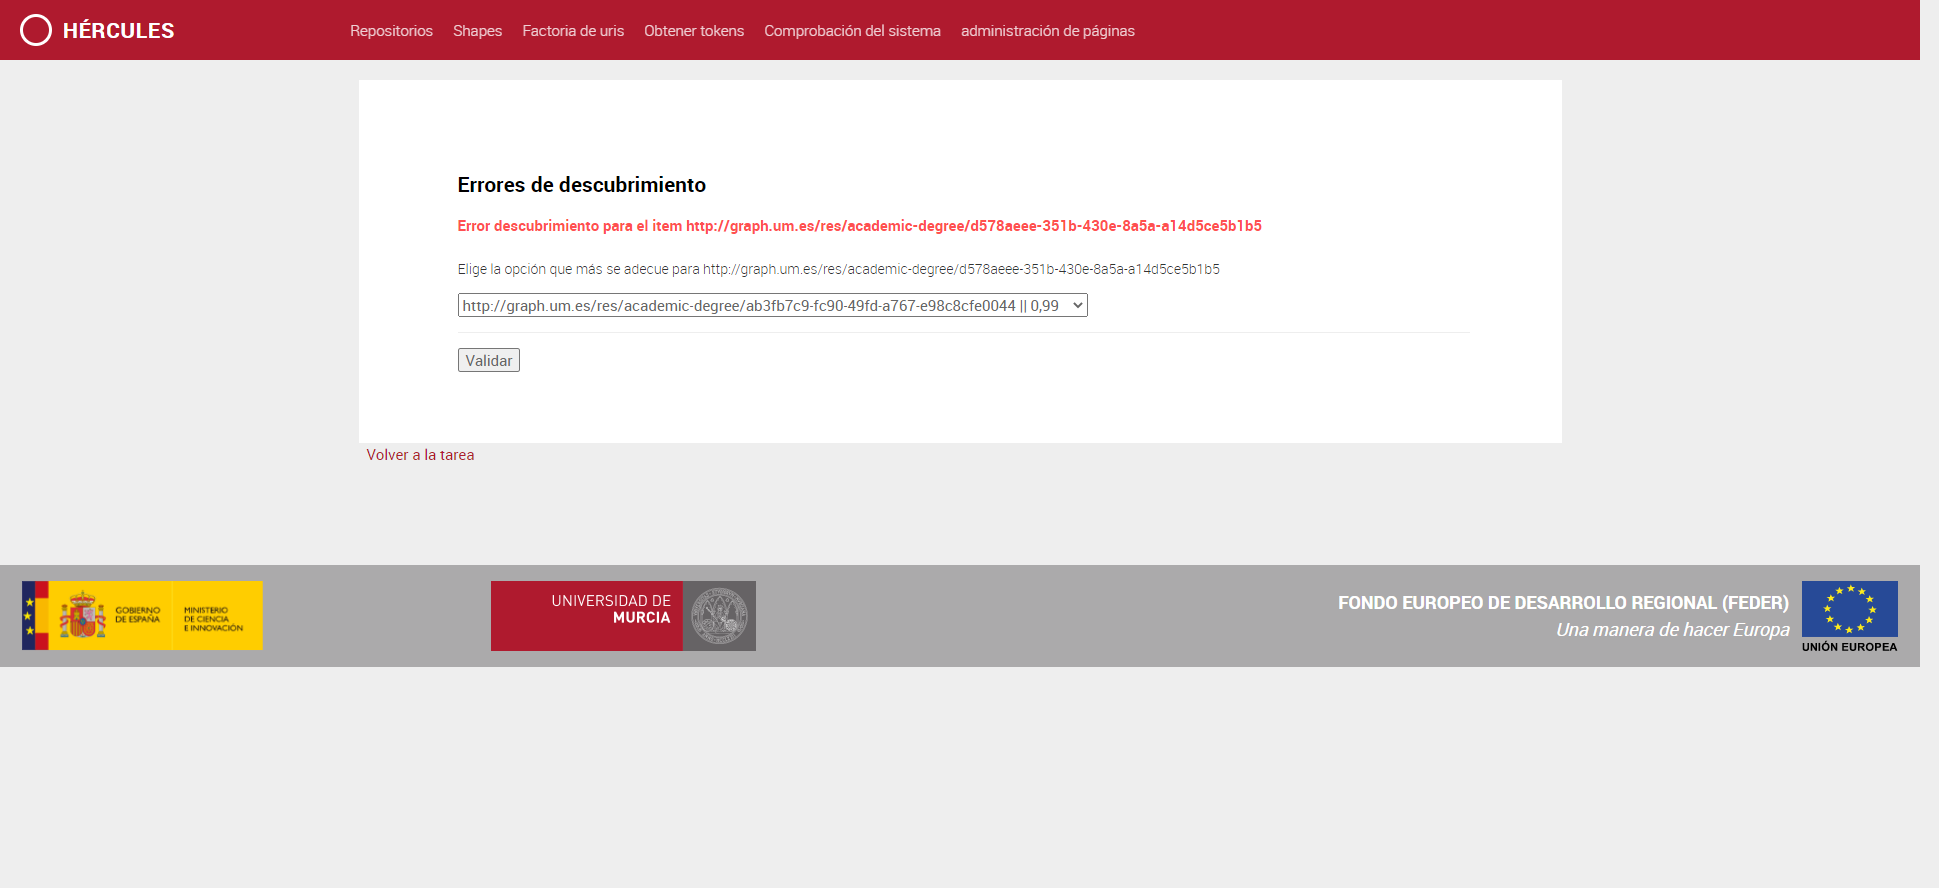 HÉRCULES
Repositorios Shapes Factoria de uris Obtener tokens Comprobación del sistema administración de páginas
Errores de descubrimiento
Error descubrimiento para el item http://graph.um.es/res/academic-degree/d578aeee-351b-430e-8a5a-a14d5ce5b1b5
Elige la opción que más se adecue para http://graph.um.es/res/academic-degree/d578aeee-351b-430e-8a5a-a14d5ce5b1b5
http://graph.um.es/res/academic-degree/ab3fb7c9-fc90-49fd-a767-e98c8cfe0044 || 0,99
Validar
Volver a la tarea
GOBIERNO
DE ESPAÑA
MINISTERIO
DE CIENCIA
E INNOVACIÓN
UNIVERSIDAD DE
MURCIA
FONDO EUROPEO DE DESARROLLO REGIONAL (FEDER)
Una manera de hacer Europa
UNIÓN EUROPEA